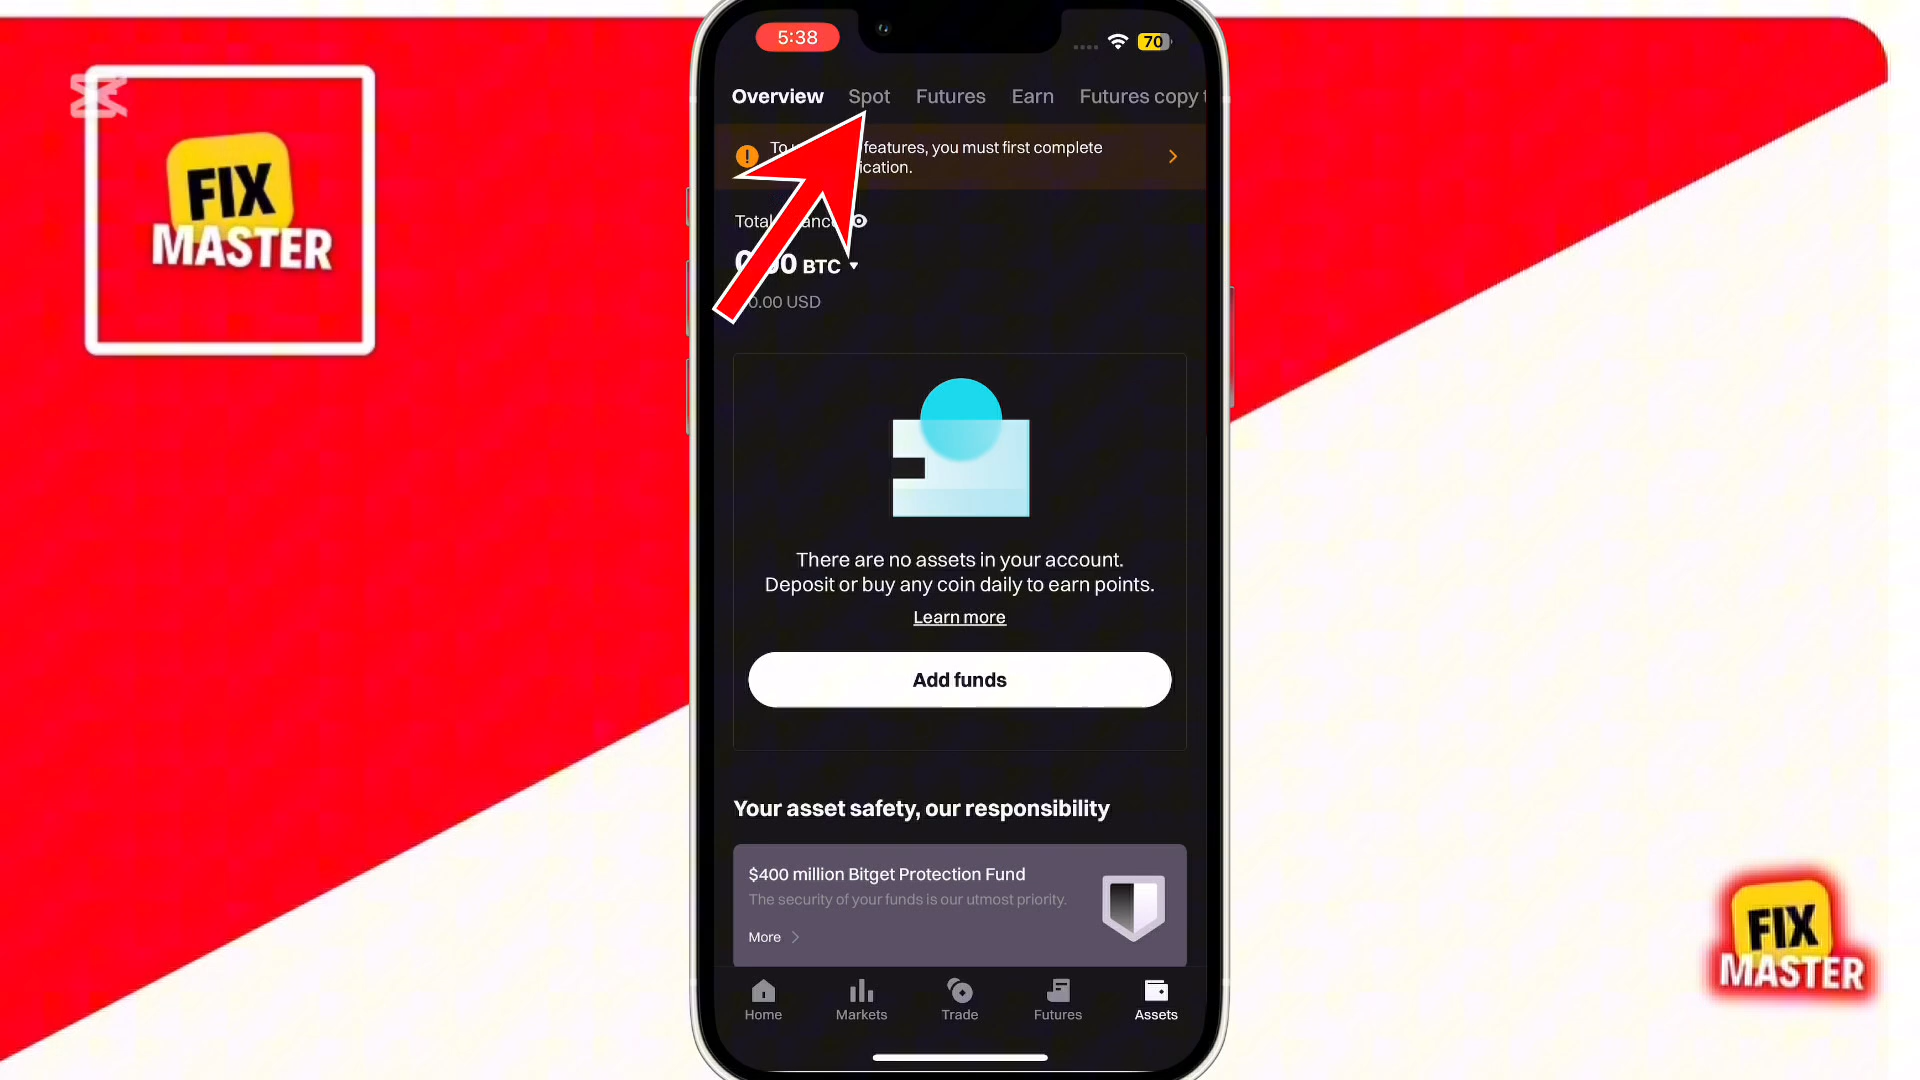 FIX
MASTER
5:38
70
Overview Spot Futures Earn Futures copy
To features, you must first complete
ication.
Total
0.00 BTC
0.00 USD
There are no assets in your account.
Deposit or buy any coin daily to earn points.
Learn more
Add funds
Your asset safety, our responsibility
$400 million Bitget Protection Fund
The security of your funds is our utmost priority.
More
Home Markets Trade Futures Assets
FIX
MASTER